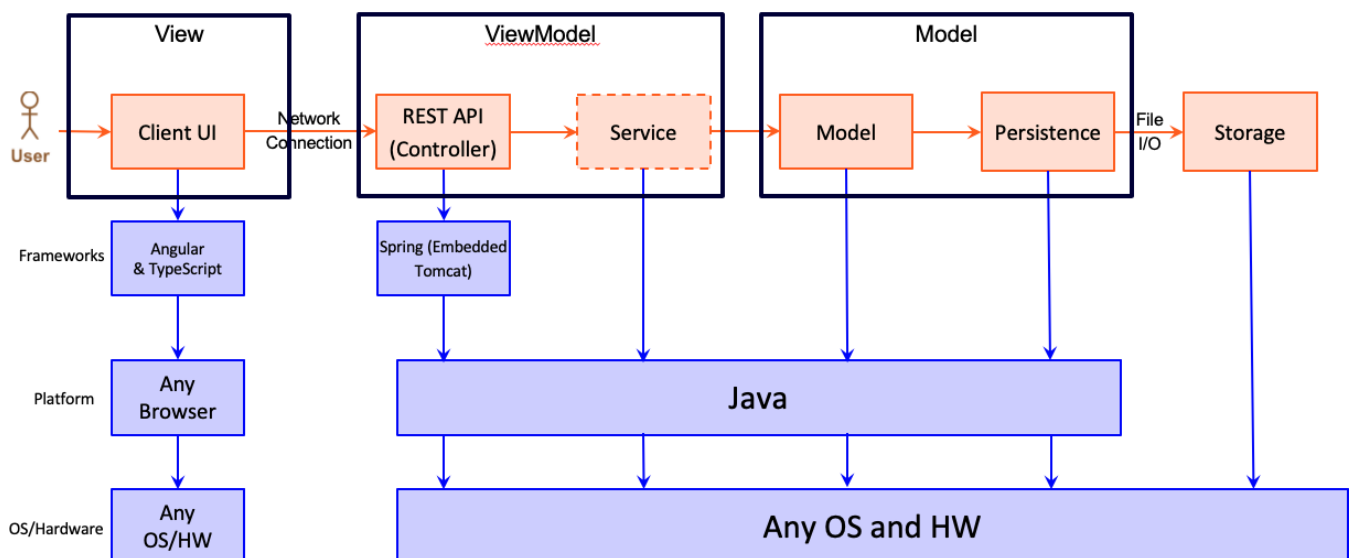 View
ViewModel
Model
User
Client UI
Network
Connection
REST API
(Controller)
Service
Model
Persistence
File
I/O
Storage
Frameworks
Angular
& TypeScript
Spring (Embedded
Tomcat)
Platform
Any
Browser
Java
OS/Hardware
Any
OS/HW
Any OS and HW